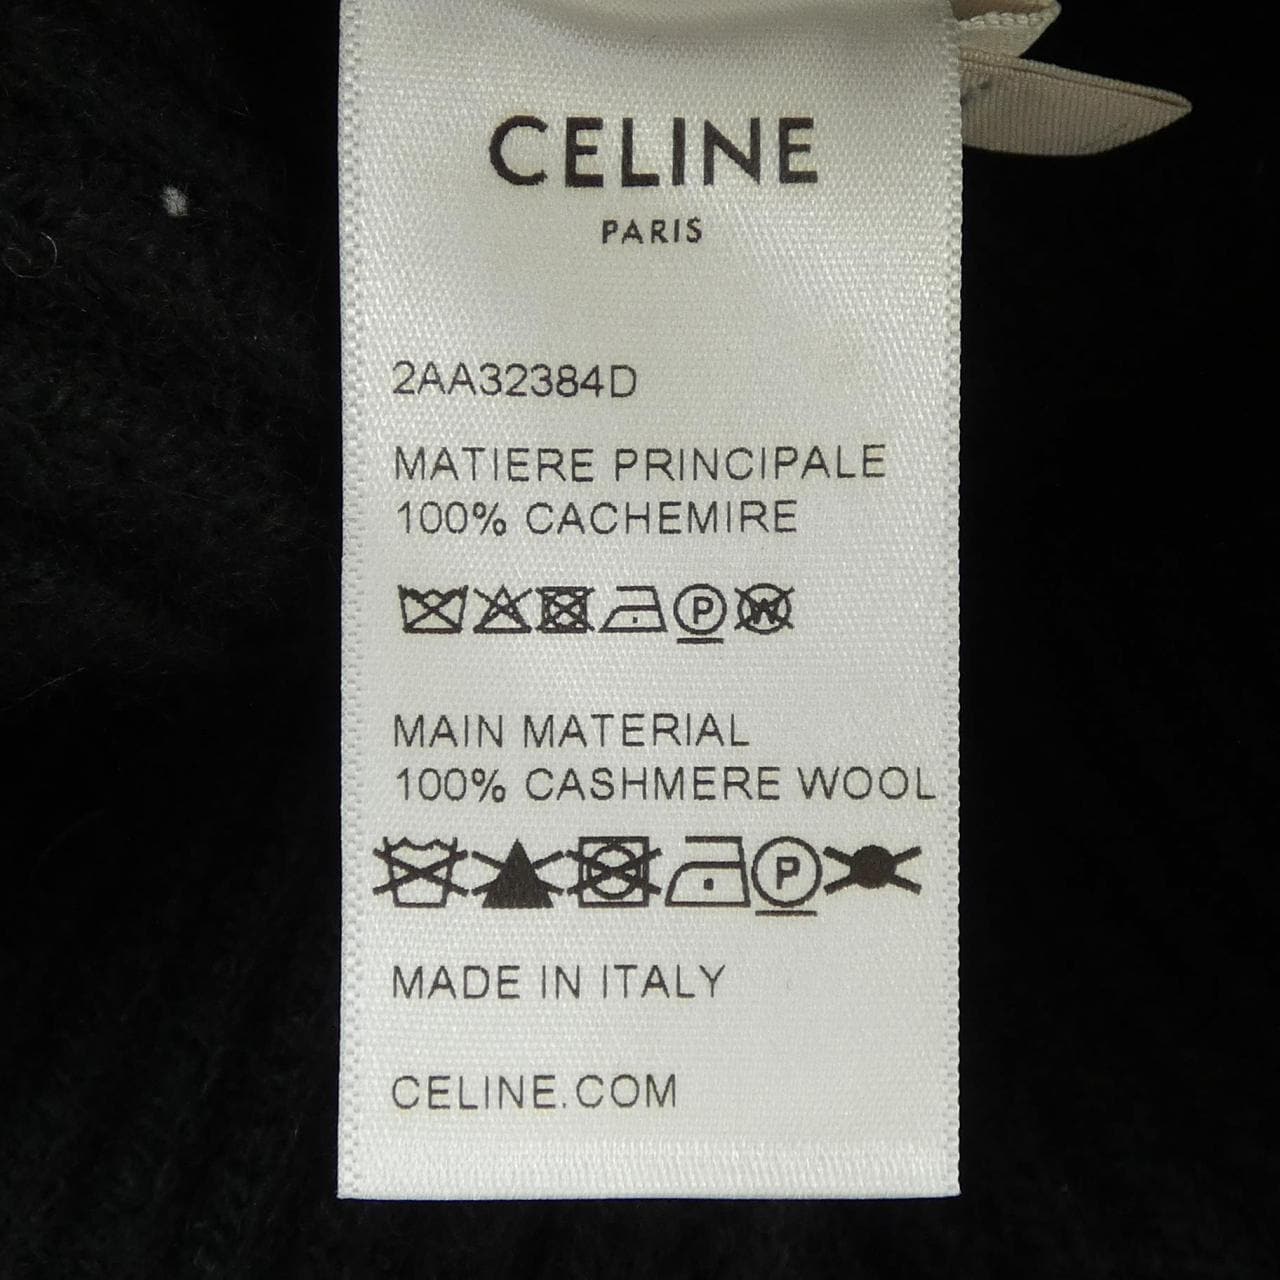 CELINE
PARIS
2AA32384D
MATIERE PRINCIPALE
100% CACHEMIRE
P W
MAIN MATERIAL
100% CASHMERE WOOL
P
MADE IN ITALY
CELINE.COM